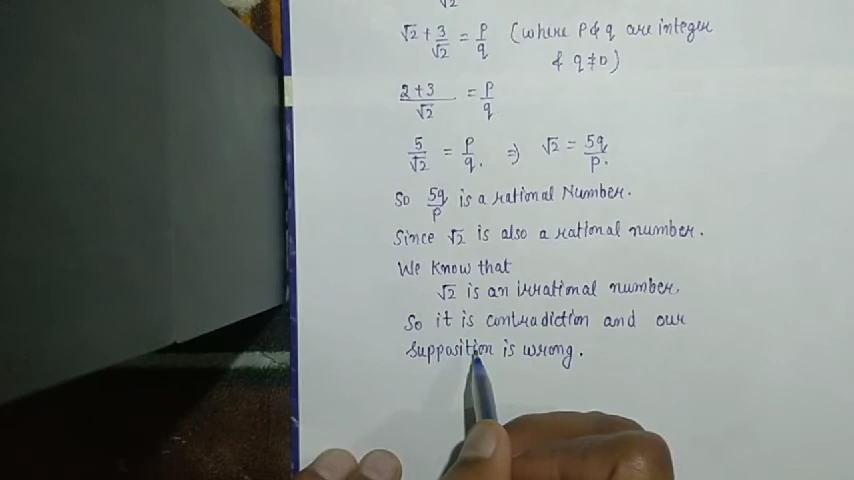 √2
√2 + 3/√2 = P/q (where P & q are integer
& q ≠ 0)
2+3/√2 = P/q
5/√2 = P/q. ⇒ √2 = 5q/P.
So 5q/P is a rational Number.
Since √2 is also a rational number.
We know that
√2 is an irrational number.
So it is contradiction and our
supposition is wrong.